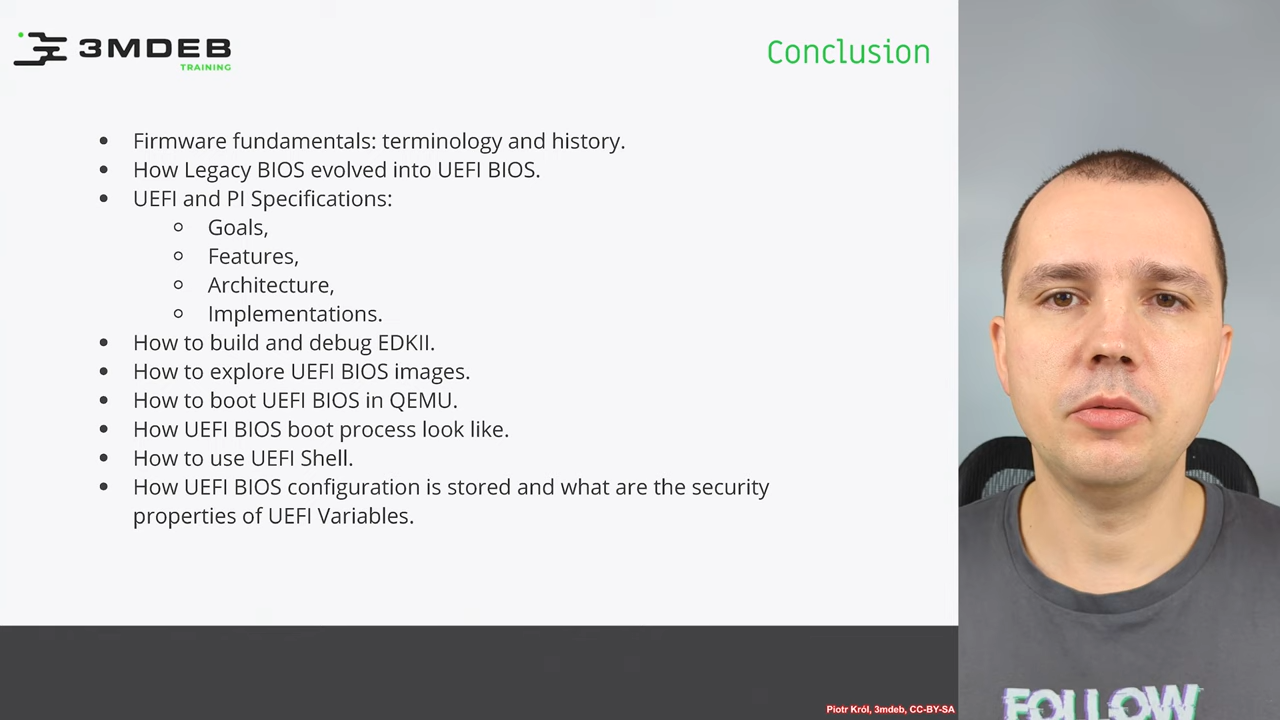 3MDEB
TRAINING
Conclusion
• Firmware fundamentals: terminology and history.
• How Legacy BIOS evolved into UEFI BIOS.
• UEFI and PI Specifications:
○ Goals,
○ Features,
○ Architecture,
○ Implementations.
• How to build and debug EDKII.
• How to explore UEFI BIOS images.
• How to boot UEFI BIOS in QEMU.
• How UEFI BIOS boot process look like.
• How to use UEFI Shell.
• How UEFI BIOS configuration is stored and what are the security
properties of UEFI Variables.
Piotr Król, 3mdeb, CC-BY-SA
FOLLOW